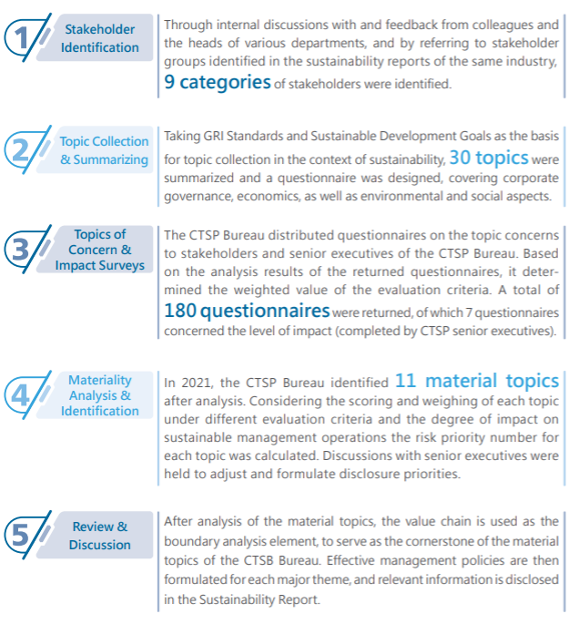 1
Stakeholder
Identification
Through internal discussions with and feedback from colleagues and
the heads of various departments, and by referring to stakeholder
groups identified in the sustainability reports of the same industry,
9 categories of stakeholders were identified.
2
Topic Collection
& Summarizing
Taking GRI Standards and Sustainable Development Goals as the basis
for topic collection in the context of sustainability, 30 topics were
summarized and a questionnaire was designed, covering corporate
governance, economics, as well as environmental and social aspects.
3
Topics of
Concern &
Impact Surveys
The CTSP Bureau distributed questionnaires on the topic concerns
to stakeholders and senior executives of the CTSP Bureau. Based
on the analysis results of the returned questionnaires, it deter-
mined the weighted value of the evaluation criteria. A total of
180 questionnaires were returned, of which 7 questionnaires
concerned the level of impact (completed by CTSP senior executives).
4
Materiality
Analysis &
Identification
In 2021, the CTSP Bureau identified 11 material topics
after analysis. Considering the scoring and weighing of each topic
under different evaluation criteria and the degree of impact on
sustainable management operations the risk priority number for
each topic was calculated. Discussions with senior executives were
held to adjust and formulate disclosure priorities.
5
Review &
Discussion
After analysis of the material topics, the value chain is used as the
boundary analysis element, to serve as the cornerstone of the material
topics of the CTSB Bureau. Effective management policies are then
formulated for each major theme, and relevant information is disclosed
in the Sustainability Report.